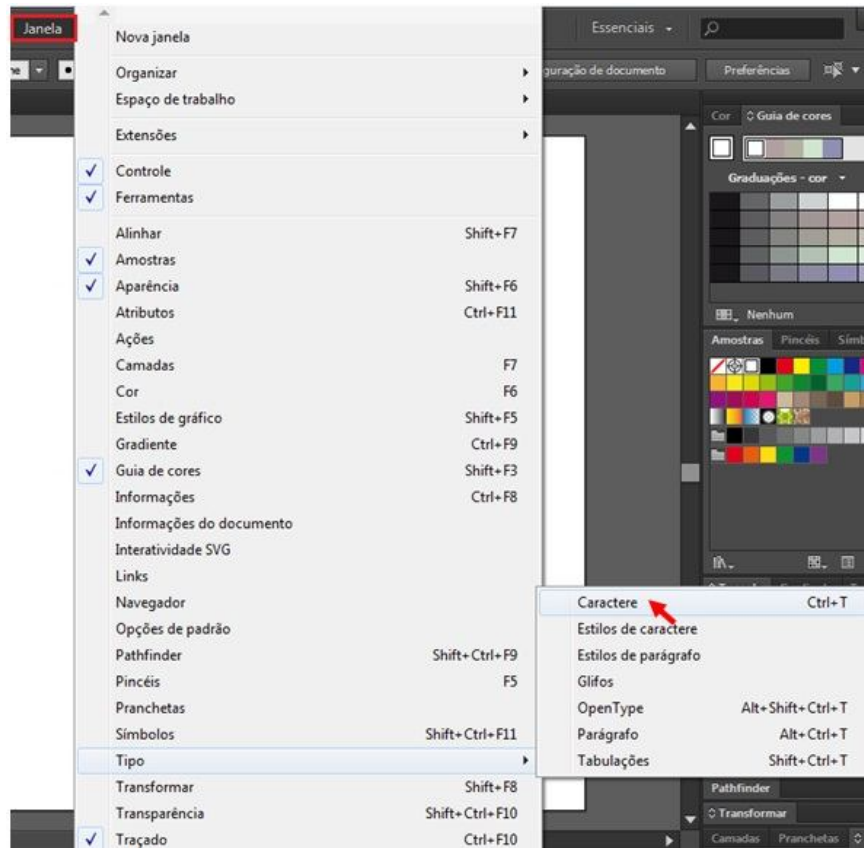 Janela
Essenciais
Nova janela
Organizar
guração de documento
Preferências
Espaço de trabalho
Cor Guia de cores
Extensões
Controle
Graduações - cor
Ferramentas
Alinhar Shift+F7
Amostras
Aparência Shift+F6
Atributos Ctrl+F11
Nenhum
Ações
Amostras Pincéis Símb
Camadas F7
Cor F6
Estilos de gráfico Shift+F5
Gradiente Ctrl+F9
Guia de cores Shift+F3
Informações Ctrl+F8
Informações do documento
Interatividade SVG
Links
Navegador
Opções de padrão
Pathfinder Shift+Ctrl+F9
Pincéis F5
Pranchetas
Símbolos Shift+Ctrl+F11
Tipo
Transformar Shift+F8
Transparência Shift+Ctrl+F10
Traçado Ctrl+F10
Caractere Ctrl+T
Estilos de caractere
Estilos de parágrafo
Glifos
OpenType Alt+Shift+Ctrl+T
Parágrafo Alt+Ctrl+T
Tabulações Shift+Ctrl+T
Pathfinder
Transformar
Camadas Pranchetas